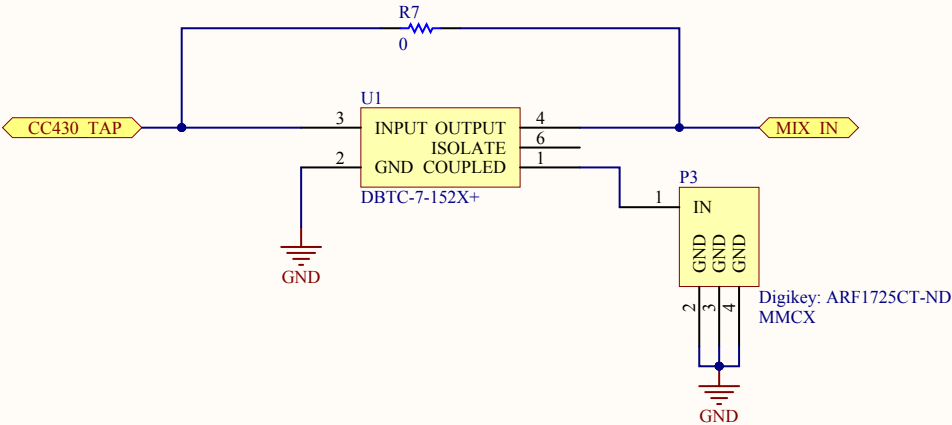 R7
0
U1
CC430 TAP
3
INPUT OUTPUT
4
MIX IN
ISOLATE
6
2
GND COUPLED
1
DBTC-7-152X+
P3
1
IN
GND
GND
GND
GND
Digikey: ARF1725CT-ND
MMCX
2
3
4
GND